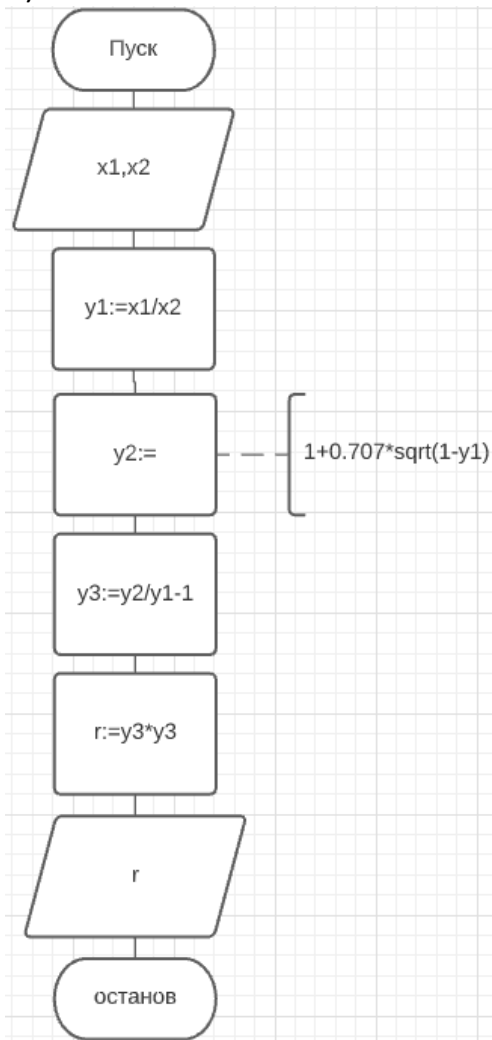 Пуск
x1,x2
y1:=x1/x2
y2:=
1+0.707*sqrt(1-y1)
y3:=y2/y1-1
r:=y3*y3
r
останов